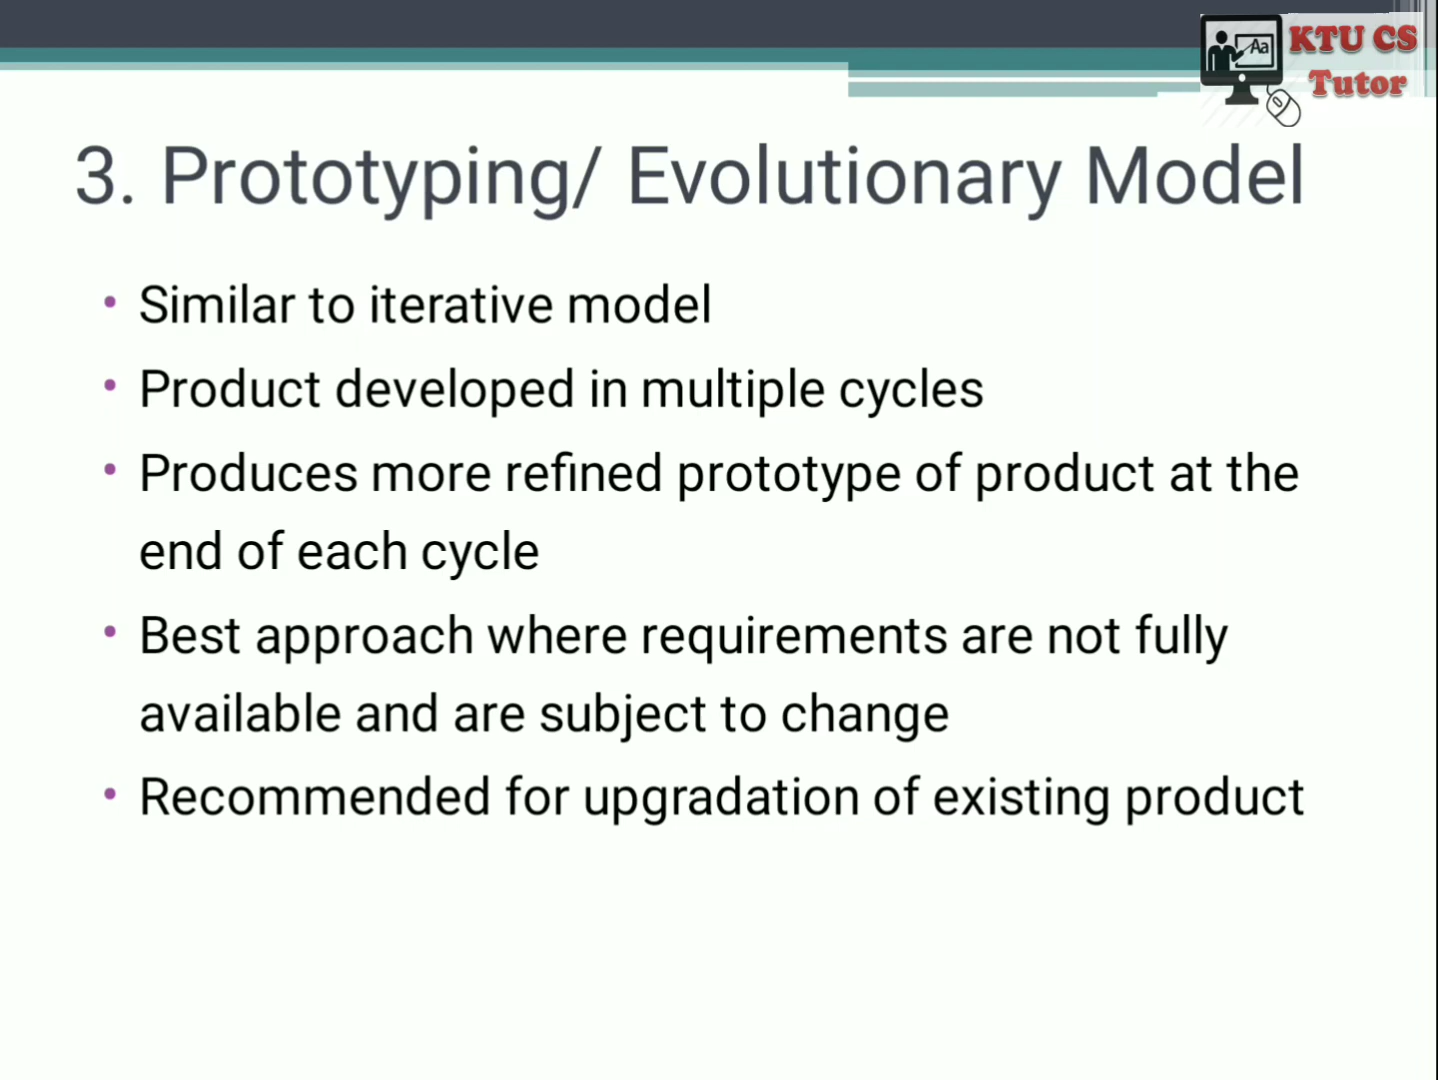 Aa
KTU CS
Tutor
3. Prototyping/ Evolutionary Model
• Similar to iterative model
• Product developed in multiple cycles
• Produces more refined prototype of product at the
end of each cycle
• Best approach where requirements are not fully
available and are subject to change
• Recommended for upgradation of existing product